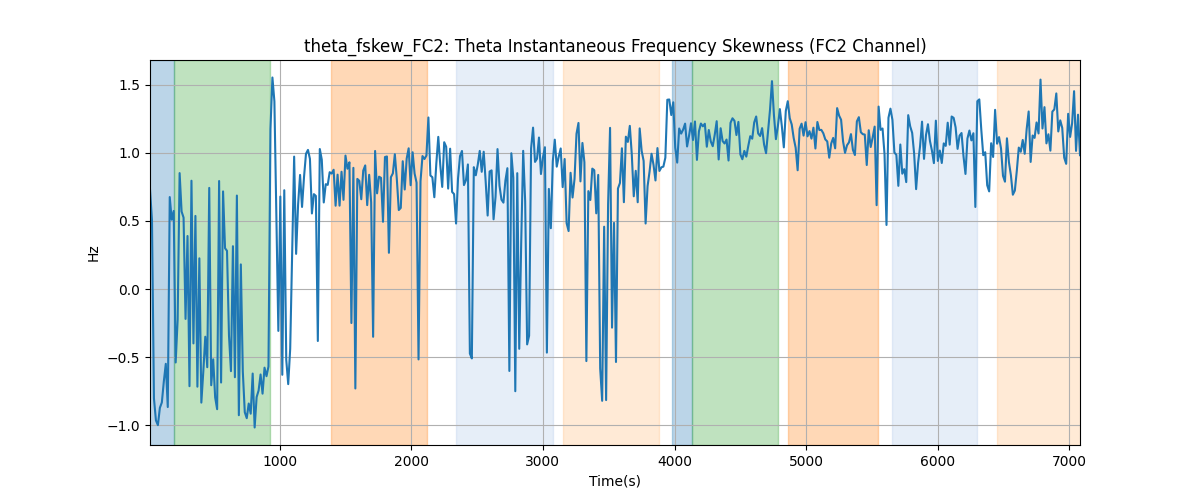 theta_fskew_FC2: Theta Instantaneous Frequency Skewness (FC2 Channel)
1.5
1.0
0.5
0.0
−0.5
−1.0
Hz
1000 2000 3000 4000 5000 6000 7000
Time(s)